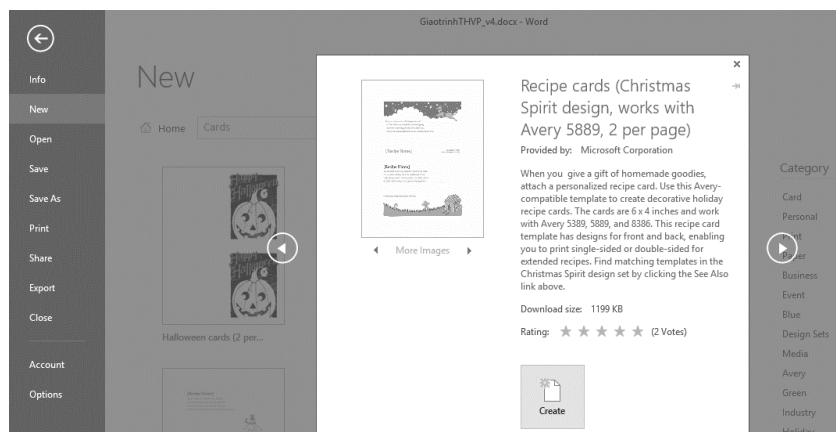 GiaotrinhTHVP_v4.docx - Word
Info
New
Open
Save
Save As
Print
Share
Export
Close
Account
Options
New
Home
Cards
Halloween cards (2 per...
[Recipe Name]
[Recipe Name]
More Images
Recipe cards (Christmas
Spirit design, works with
Avery 5889, 2 per page)
Provided by: Microsoft Corporation
When you give a gift of homemade goodies,
attach a personalized recipe card. Use this Avery-
compatible template to create decorative holiday
recipe cards. The cards are 6 x 4 inches and work
with Avery 5389, 5889, and 8386. This recipe card
template has designs for front and back, enabling
you to print single-sided or double-sided for
extended recipes. Find matching templates in the
Christmas Spirit design set by clicking the See Also
link above.
Download size: 1199 KB
Rating: (2 Votes)
Create
Category
Card
Personal
Print
Paper
Business
Event
Blue
Design Sets
Media
Avery
Green
Industry
Holiday